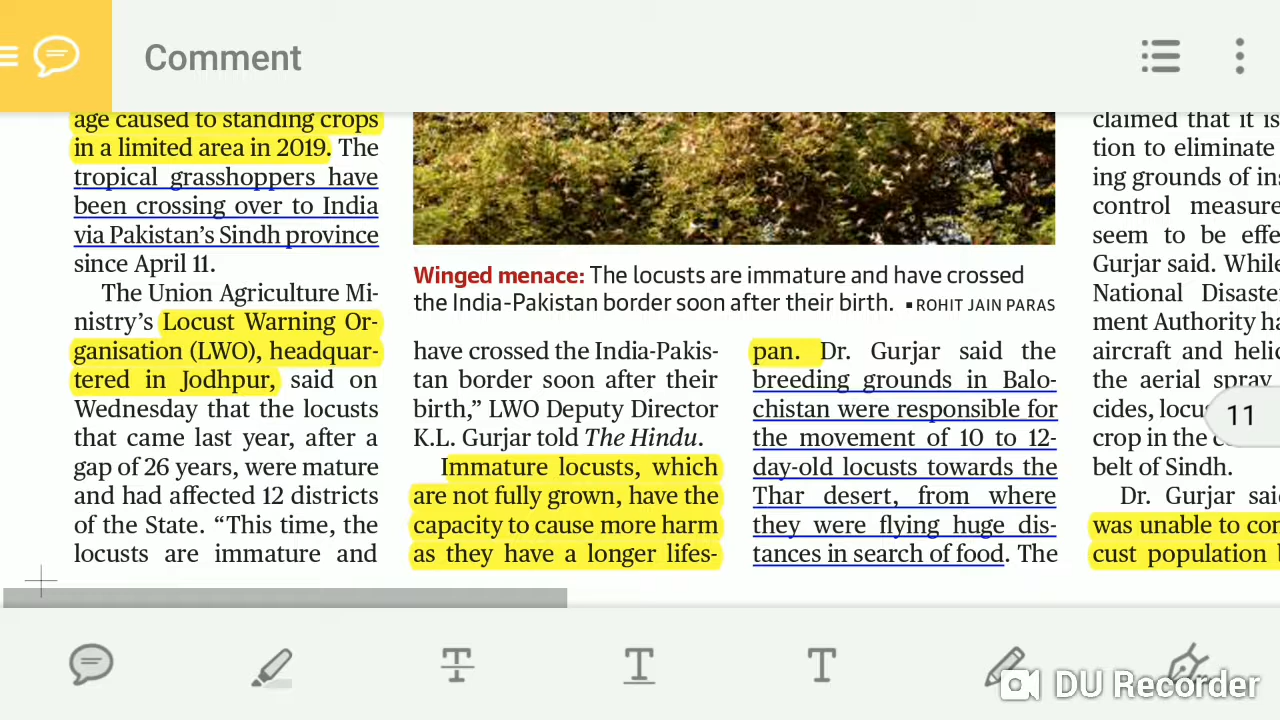 Comment
age caused to standing crops
in a limited area in 2019. The
tropical grasshoppers have
been crossing over to India
via Pakistan's Sindh province
since April 11.
The Union Agriculture Mi-
nistry's Locust Warning Or-
ganisation (LWO), headquar-
tered in Jodhpur, said on
Wednesday that the locusts
that came last year, after a
gap of 26 years, were mature
and had affected 12 districts
of the State. “This time, the
locusts are immature and
Winged menace: The locusts are immature and have crossed
the India-Pakistan border soon after their birth. ▪ ROHIT JAIN PARAS
have crossed the India-Pakis-
tan border soon after their
birth,” LWO Deputy Director
K.L. Gurjar told The Hindu.
Immature locusts, which
are not fully grown, have the
capacity to cause more harm
as they have a longer lifes-
pan. Dr. Gurjar said the
breeding grounds in Balo-
chistan were responsible for
the movement of 10 to 12-
day-old locusts towards the
Thar desert, from where
they were flying huge dis-
tances in search of food. The
claimed that it is
tion to eliminate
ing grounds of ins
control measure
seem to be effe
Gurjar said. While
National Disaste
ment Authority ha
aircraft and helic
the aerial spray
cides, locu
crop in the
belt of Sindh.
Dr. Gurjar said
was unable to con
cust population
11
T
T
T
DU Recorder